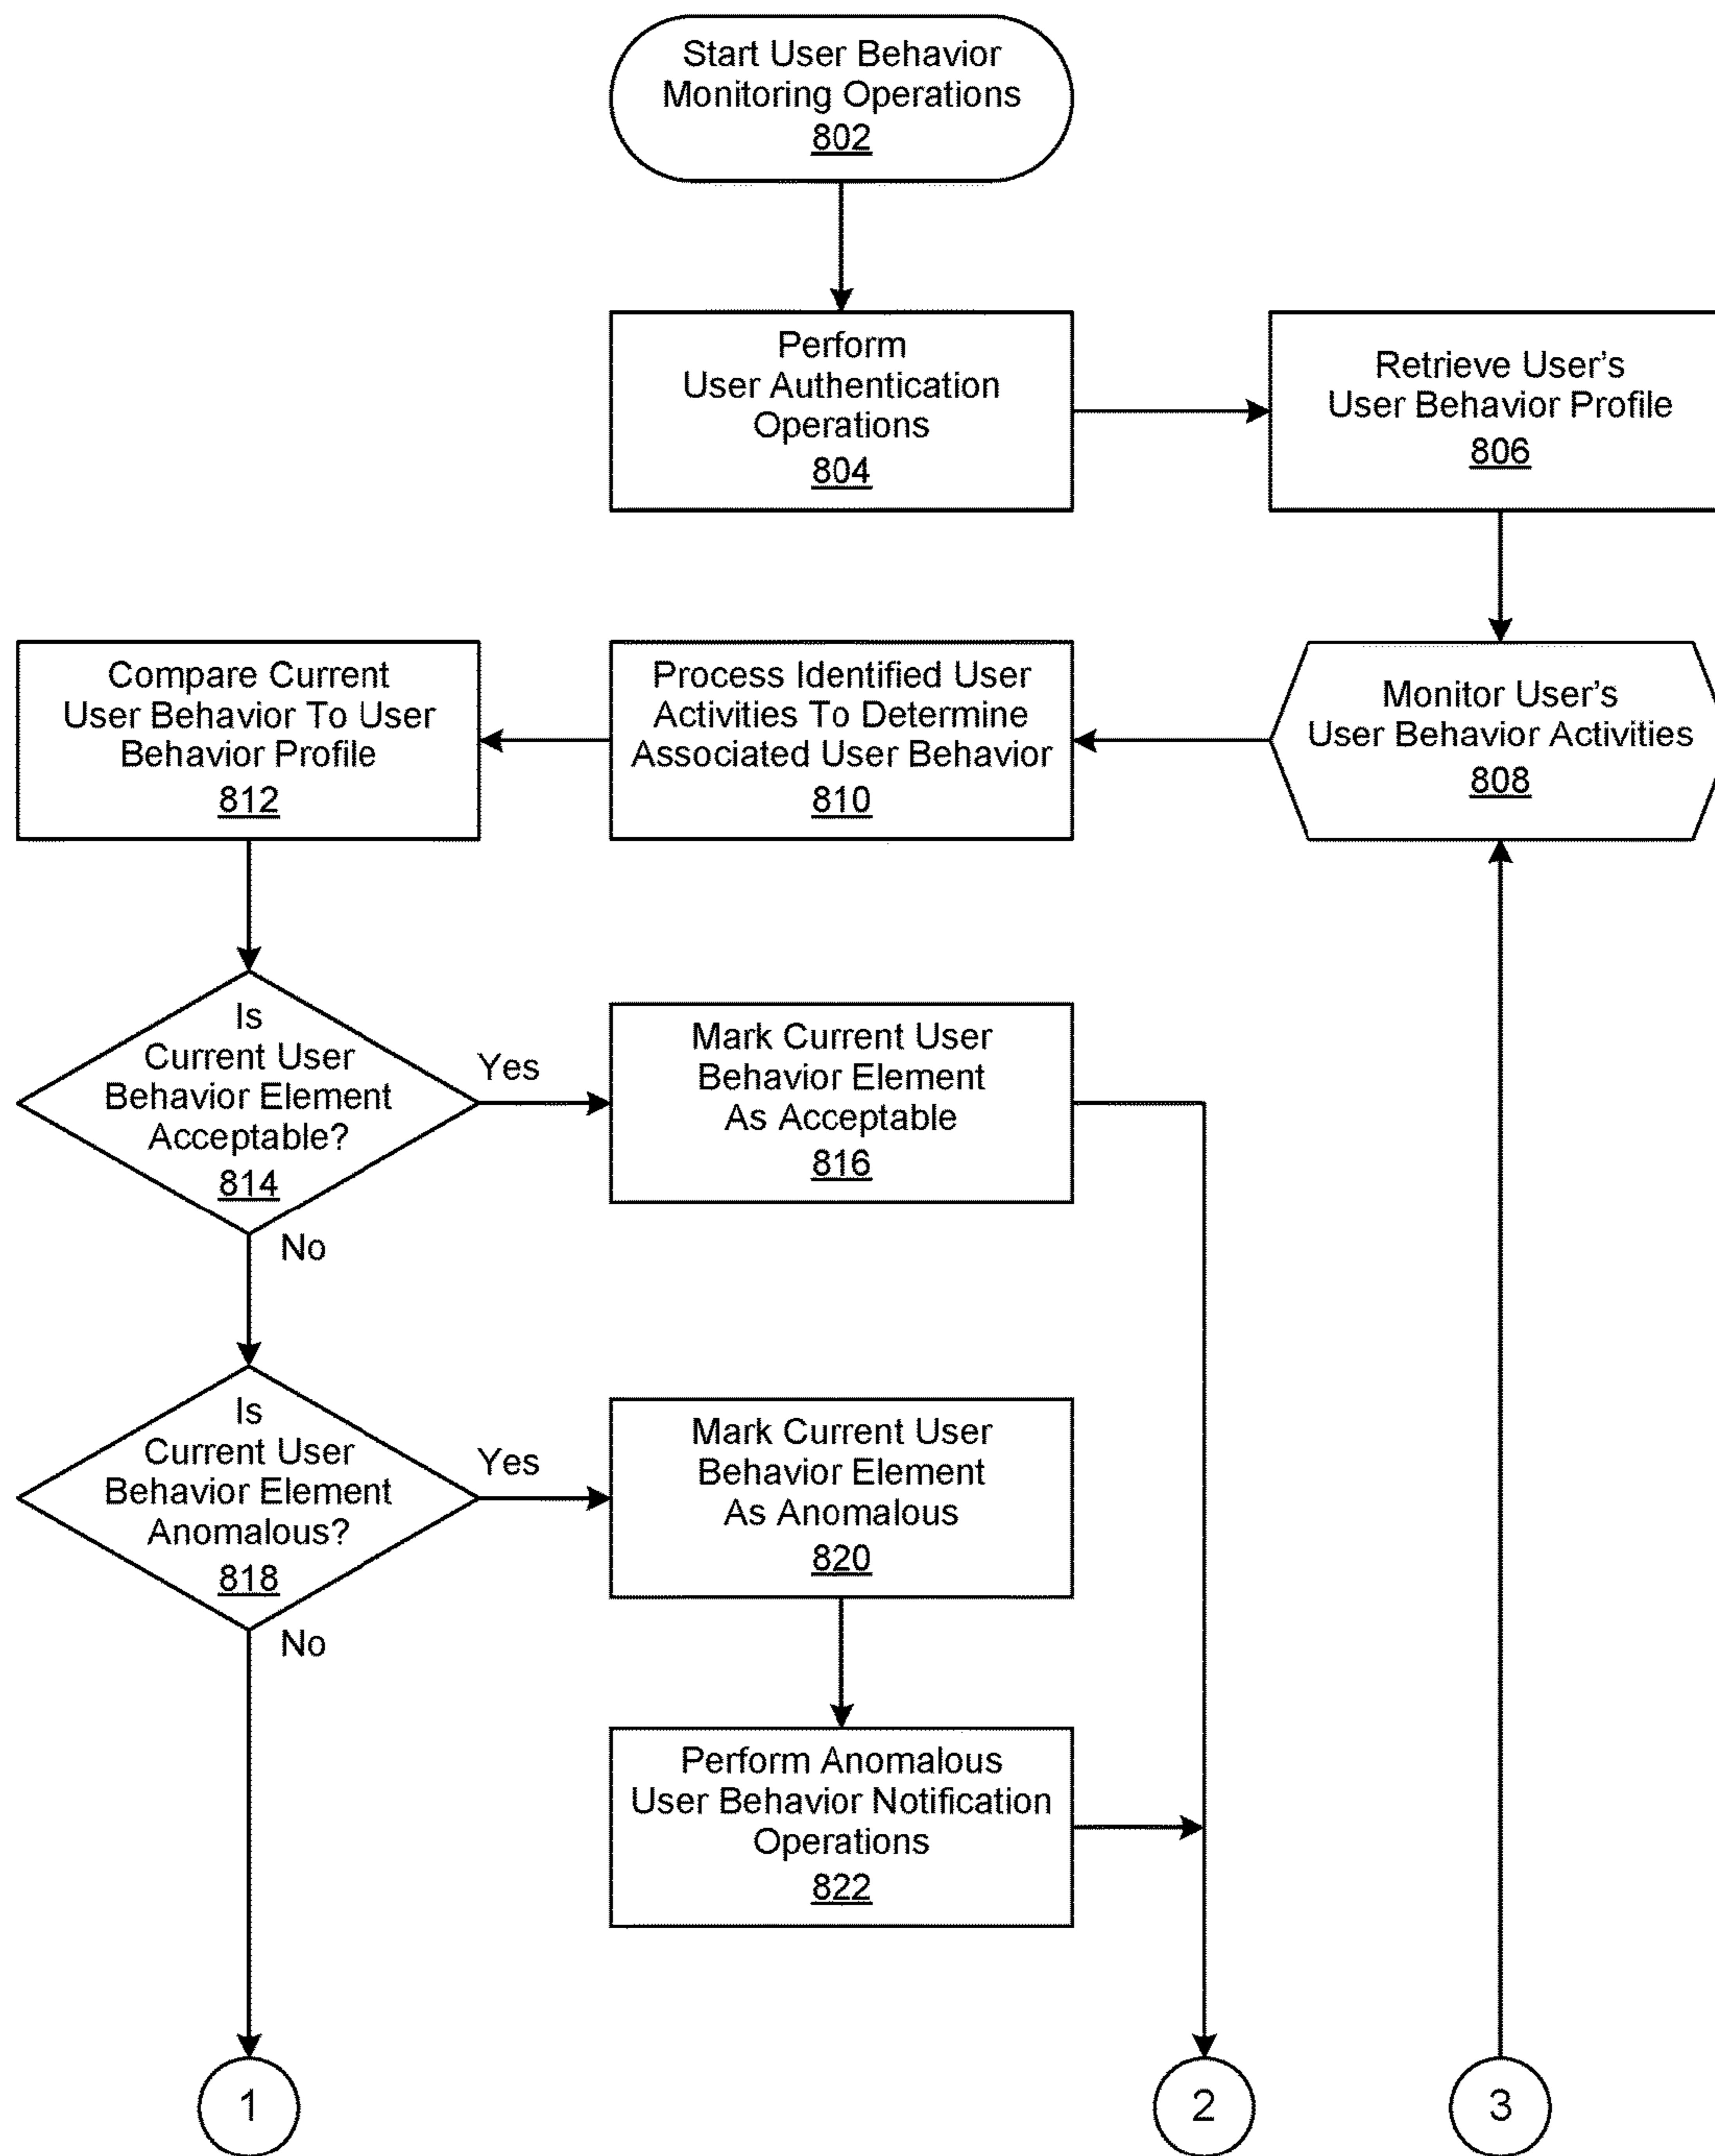 Start User Behavior
Monitoring Operations
802
Perform
User Authentication
Operations
804
Retrieve User's
User Behavior Profile
806
Compare Current
User Behavior To User
Behavior Profile
812
Process Identified User
Activities To Determine
Associated User Behavior
810
Monitor User's
User Behavior Activities
808
Is
Current User
Behavior Element
Acceptable?
814
Yes
No
Mark Current User
Behavior Element
As Acceptable
816
Is
Current User
Behavior Element
Anomalous?
818
Yes
No
Mark Current User
Behavior Element
As Anomalous
820
Perform Anomalous
User Behavior Notification
Operations
822
1
2
3